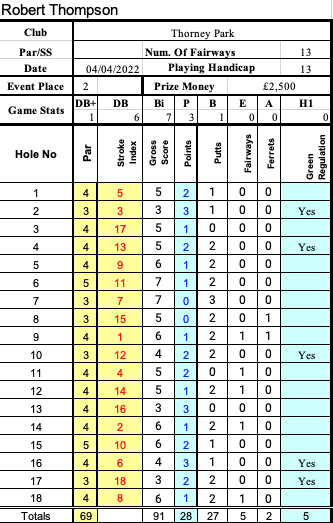 Robert Thompson
Club Thorney Park
Par/SS Num. Of Fairways 13
Date 04/04/2022 Playing Handicap 13
Event Place 2 Prize Money £2,500
Game Stats DB+ DB Bi P B E A H1
1 6 7 3 1 0 0 0
Hole No Par Stroke Index Gross Score Points Putts Fairways Ferrets Green Regulation
1 4 5 5 2 1 0 0
2 3 3 3 3 1 0 0 Yes
3 4 17 5 1 0 0 0
4 4 13 5 2 2 0 0 Yes
5 4 9 6 1 2 0 0
6 5 11 7 1 2 0 0
7 3 7 7 0 3 0 0
8 3 15 5 0 2 0 1
9 4 1 6 1 2 1 1
10 3 12 4 2 2 0 0 Yes
11 4 4 5 2 0 1 0
12 4 14 5 1 2 1 0
13 4 16 3 3 0 0 0
14 4 2 6 1 2 1 0
15 5 10 6 2 1 0 0
16 4 6 4 3 1 0 0 Yes
17 3 18 3 2 2 0 0 Yes
18 4 8 6 1 2 1 0
Totals 69 91 28 27 5 2 5